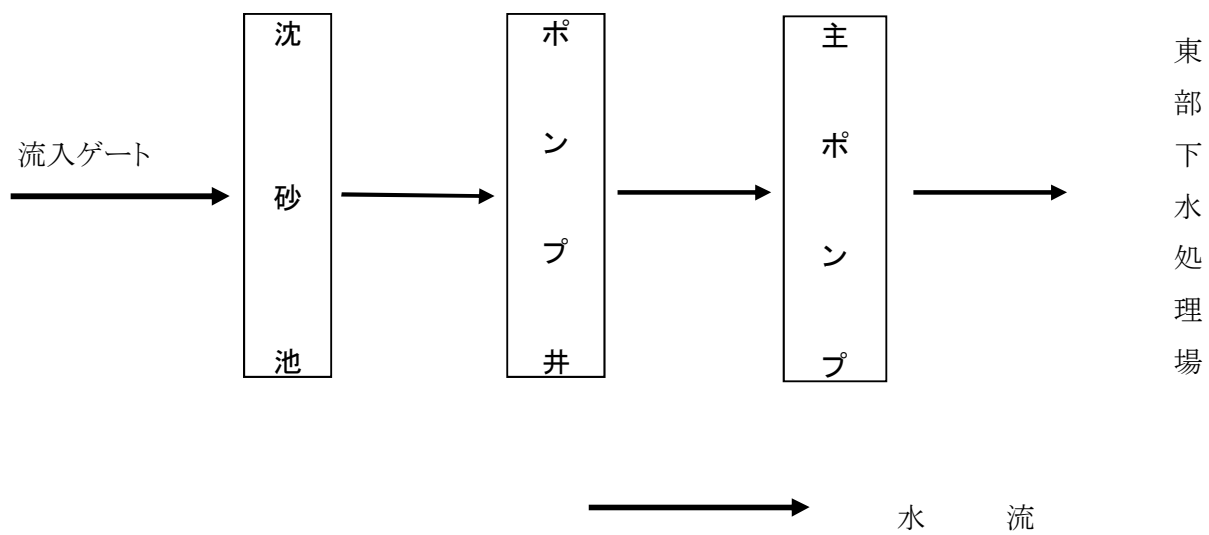 流入ゲート
沈砂池
ポンプ井
主ポンプ
東部下水処理場
水 流